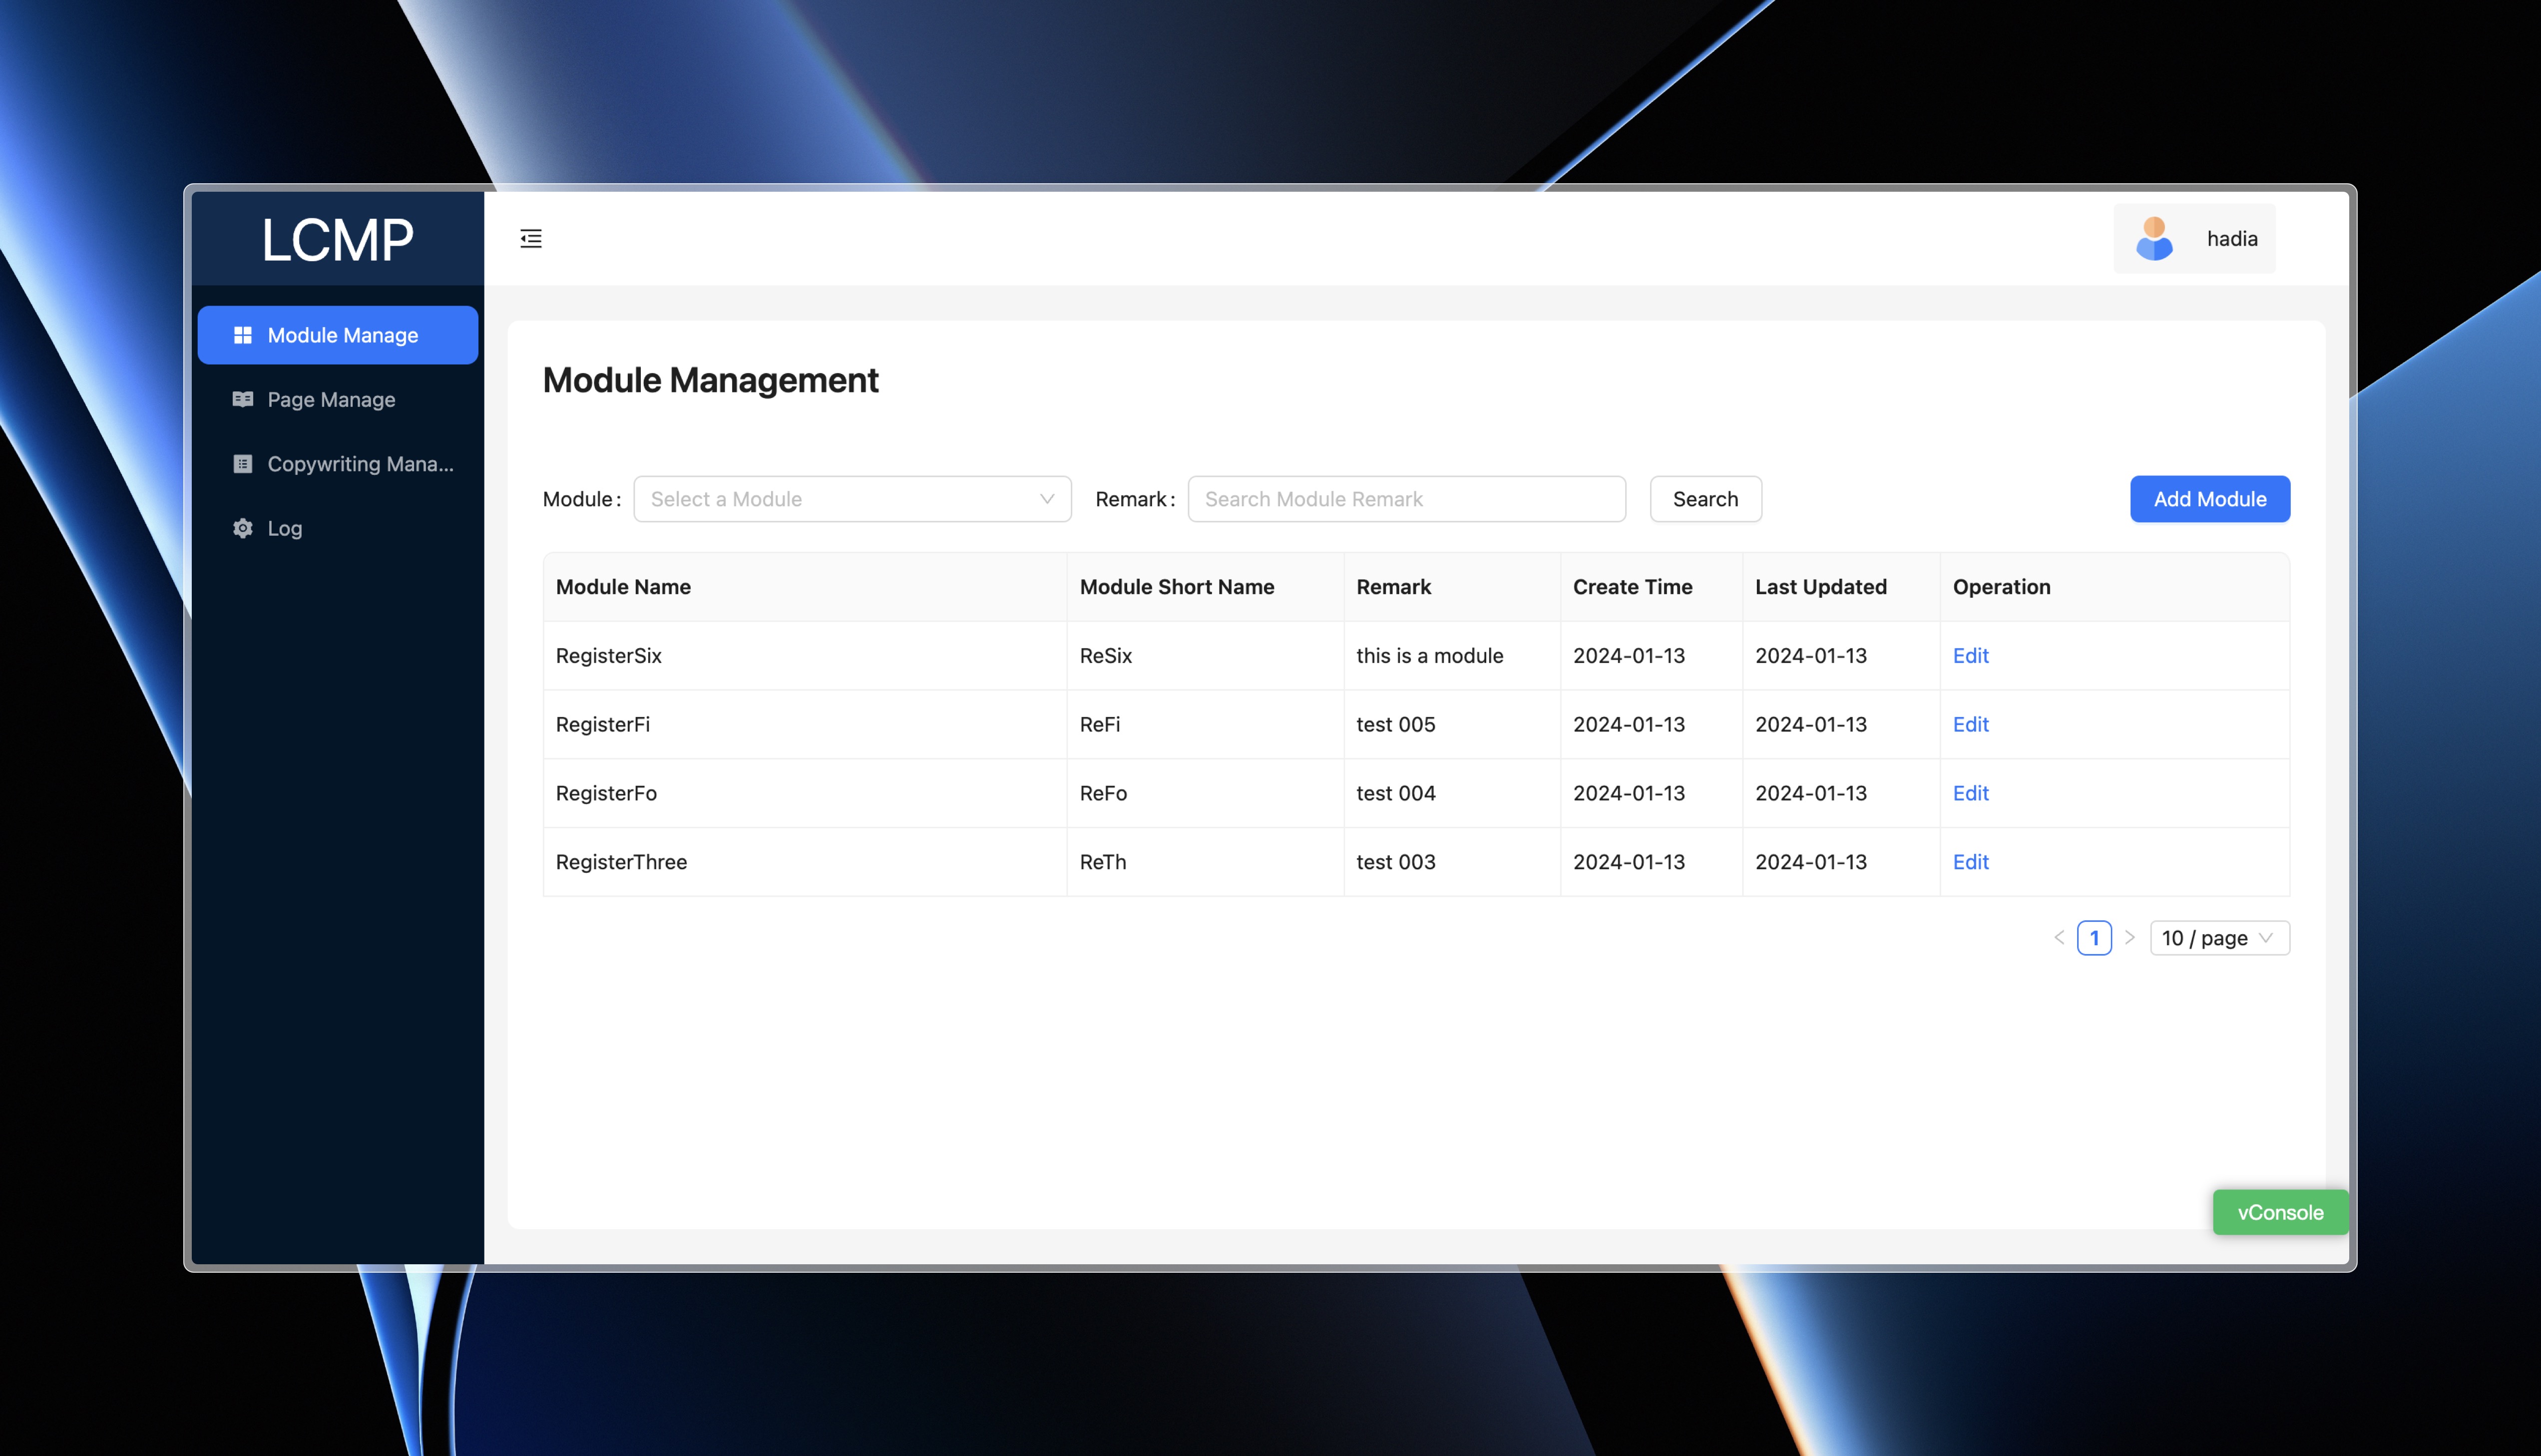 LCMP
hadia
Module Manage
Page Manage
Copywriting Mana...
Log
Module Management
Module : Select a Module Remark : Search Module Remark Search Add Module
Module Name Module Short Name Remark Create Time Last Updated Operation
RegisterSix ReSix this is a module 2024-01-13 2024-01-13 Edit
RegisterFi ReFi test 005 2024-01-13 2024-01-13 Edit
RegisterFo ReFo test 004 2024-01-13 2024-01-13 Edit
RegisterThree ReTh test 003 2024-01-13 2024-01-13 Edit
< 1 > 10 / page
vConsole